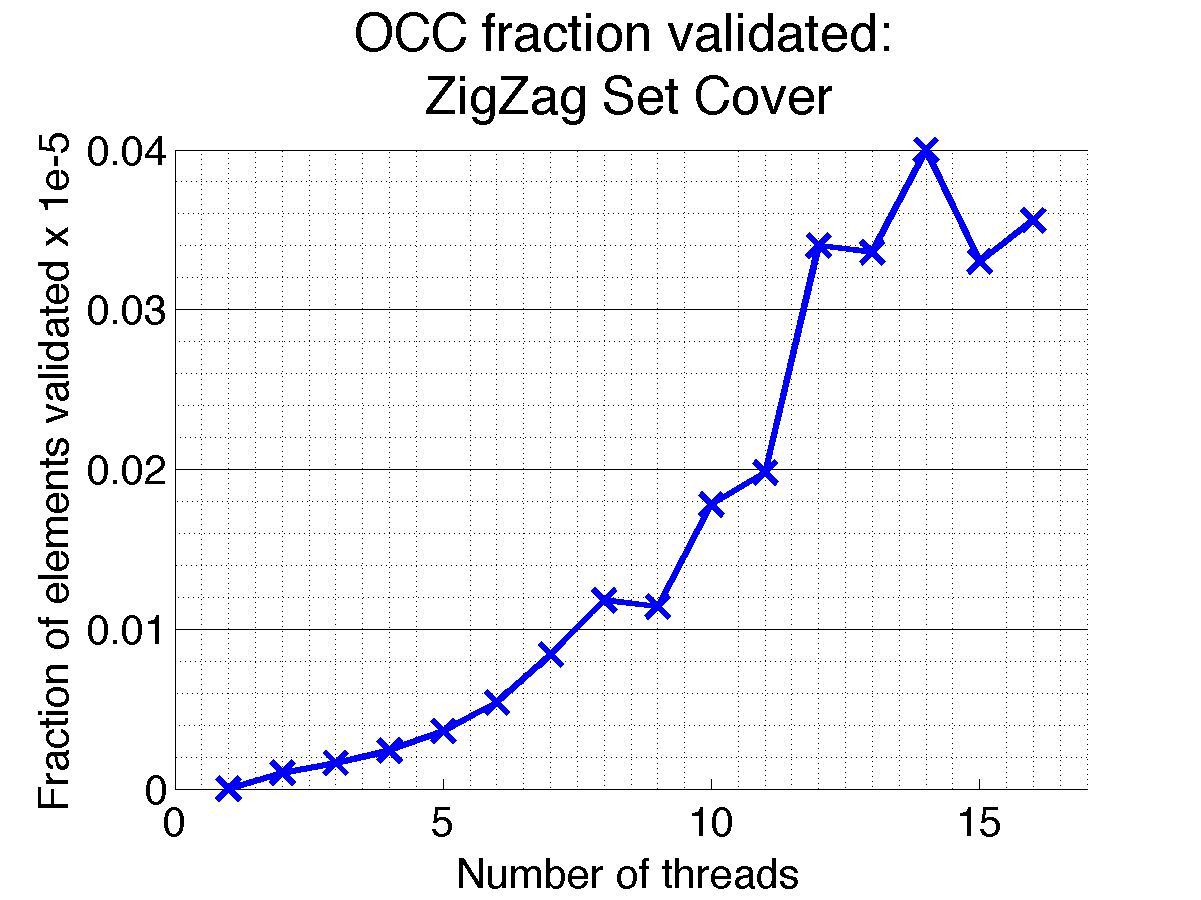 OCC fraction validated:
ZigZag Set Cover
Fraction of elements validated x 1e-5
0.04
0.03
0.02
0.01
0
0 5 10 15
Number of threads